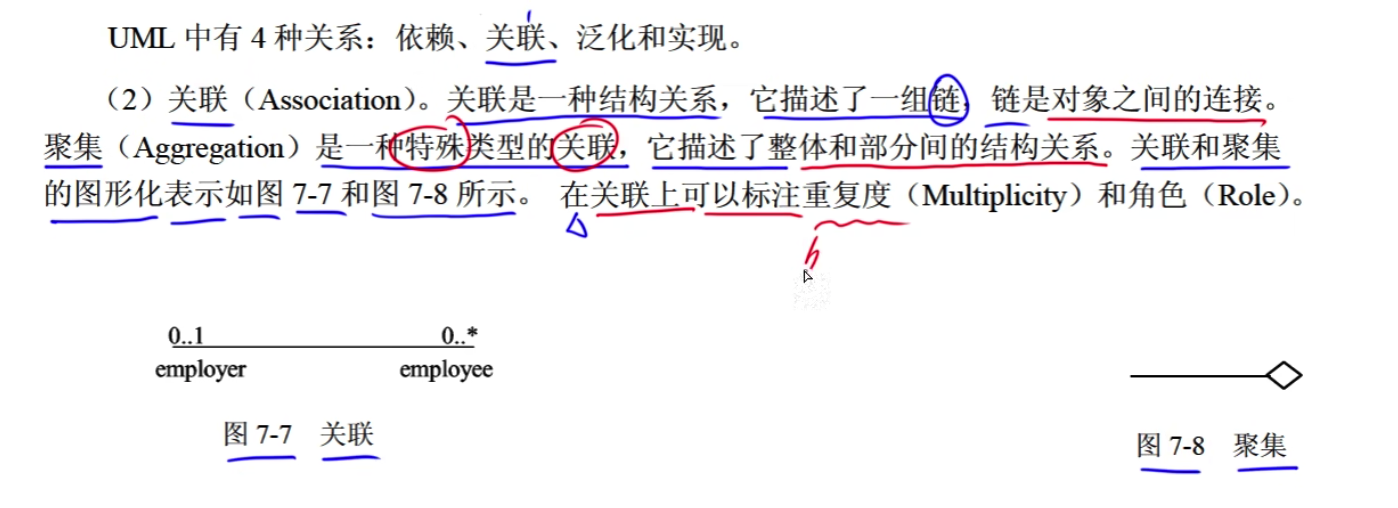 UML 中有 4 种关系：依赖、关联、泛化和实现。
（2）关联（Association）。关联是一种结构关系，它描述了一组链，链是对象之间的连接。
聚集（Aggregation）是一种特殊类型的关联，它描述了整体和部分间的结构关系。关联和聚集
的图形化表示如图 7-7 和图 7-8 所示。 在关联上可以标注重复度（Multiplicity）和角色（Role）。
0..1 0..*
employer employee
图 7-7 关联
图 7-8 聚集